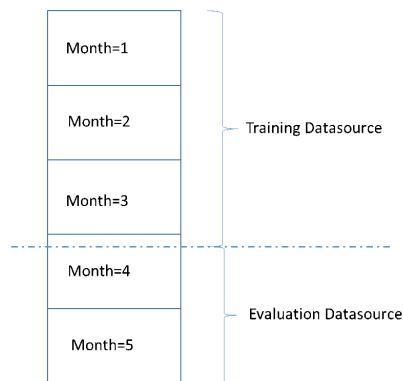 Month=1
Month=2
Training Datasource
Month=3
Month=4
Evaluation Datasource
Month=5